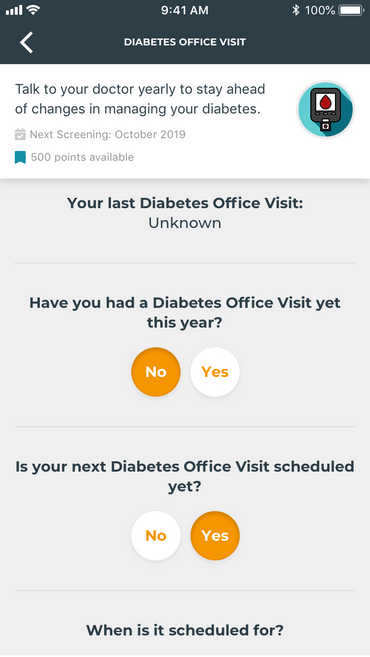 9:41 AM
100%
DIABETES OFFICE VISIT
Talk to your doctor yearly to stay ahead
of changes in managing your diabetes.
Next Screening: October 2019
500 points available
Your last Diabetes Office Visit:
Unknown
Have you had a Diabetes Office Visit yet
this year?
No Yes
Is your next Diabetes Office Visit scheduled
yet?
No Yes
When is it scheduled for?